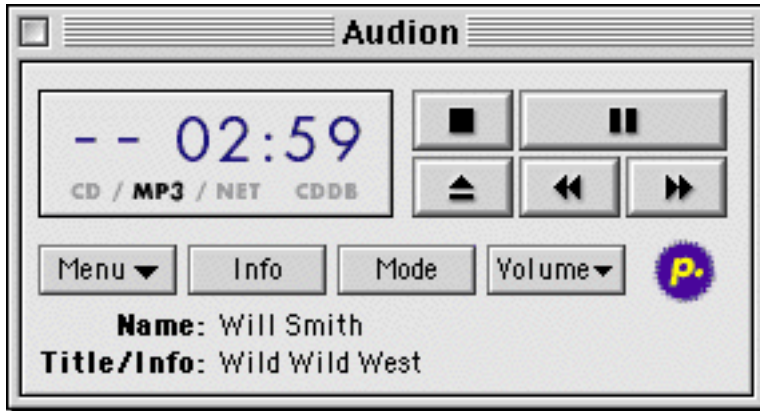 Audion
-- 02:59
CD / MP3 / NET CDDB
Menu Info Mode Volume p.
Name: Will Smith
Title/Info: Wild Wild West